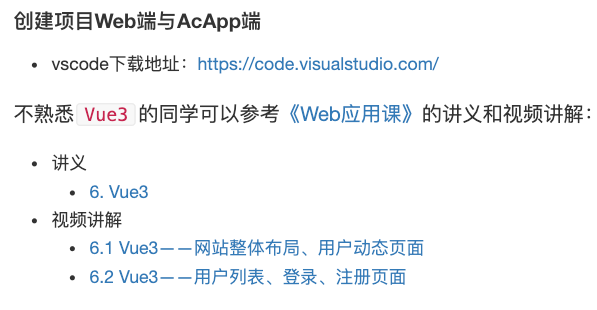 创建项目Web端与AcApp端
• vscode下载地址：https://code.visualstudio.com/
不熟悉 Vue3 的同学可以参考《Web应用课》的讲义和视频讲解：
• 讲义
• 6. Vue3
• 视频讲解
• 6.1 Vue3——网站整体布局、用户动态页面
• 6.2 Vue3——用户列表、登录、注册页面